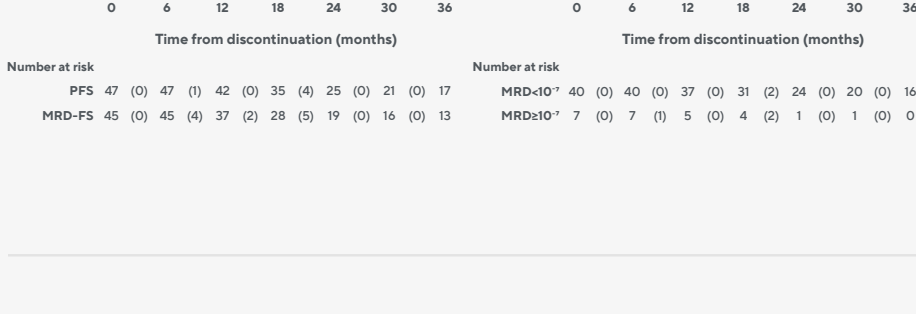 0 6 12 18 24 30 36
Time from discontinuation (months)
Number at risk
PFS 47 (0) 47 (1) 42 (0) 35 (4) 25 (0) 21 (0) 17
MRD-FS 45 (0) 45 (4) 37 (2) 28 (5) 19 (0) 16 (0) 13
0 6 12 18 24 30 36
Time from discontinuation (months)
Number at risk
MRD<10⁻⁷ 40 (0) 40 (0) 37 (0) 31 (2) 24 (0) 20 (0) 16
MRD≥10⁻⁷ 7 (0) 7 (1) 5 (0) 4 (2) 1 (0) 1 (0) 0